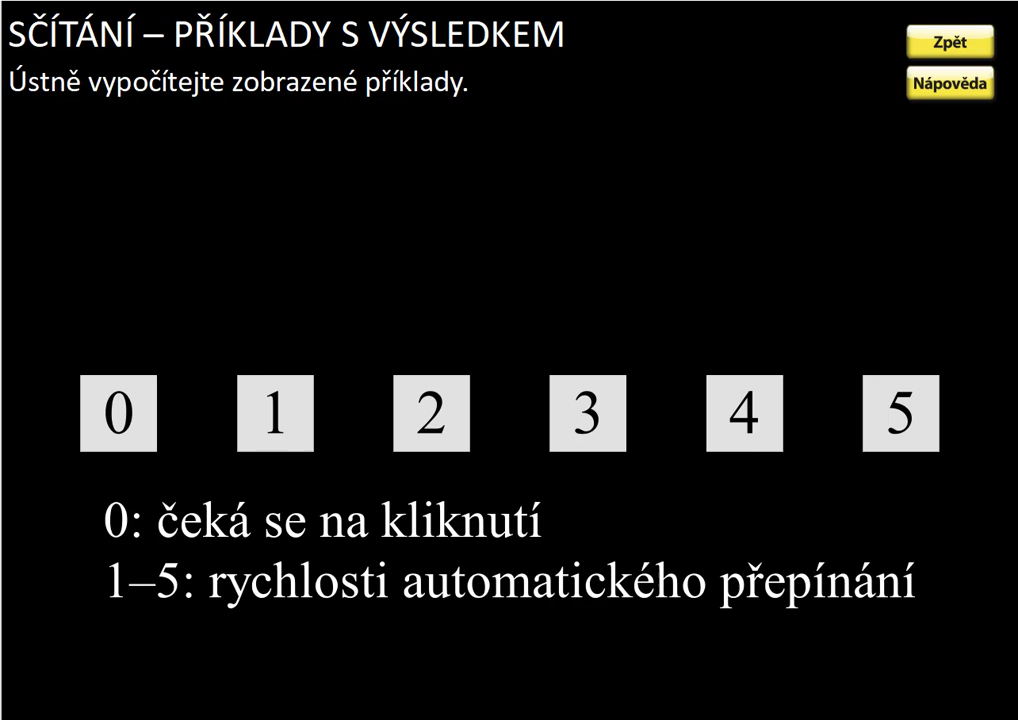 SČÍTÁNÍ – PŘÍKLADY S VÝSLEDKEM
Zpět
Ústně vypočítejte zobrazené příklady.
Nápověda
0 1 2 3 4 5
0: čeká se na kliknutí
1–5: rychlosti automatického přepínání